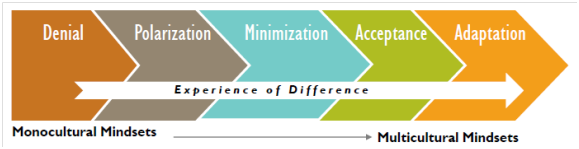 Denial Polarization Minimization Acceptance Adaptation
Experience of Difference
Monocultural Mindsets Multicultural Mindsets